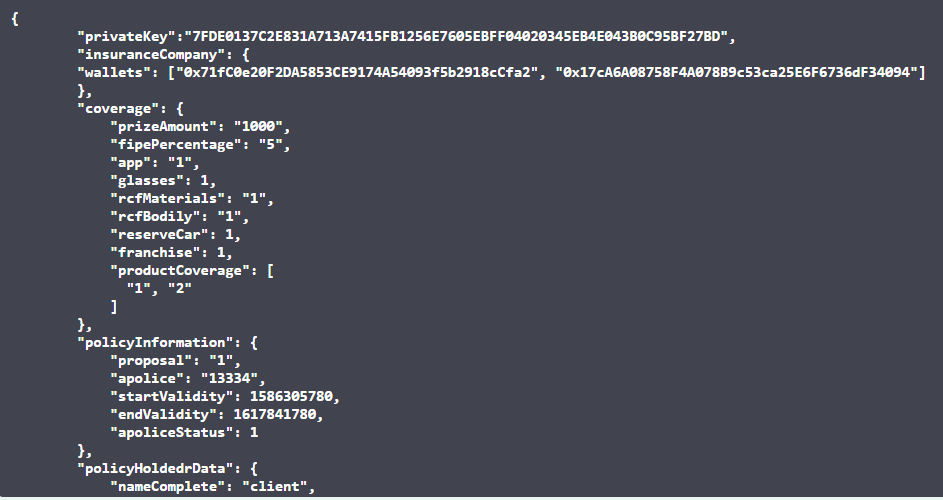 {
"privateKey":"7FDE0137C2E831A713A7415FB1256E7605EBFF04020345EB4E043B0C95BF27BD",
"insuranceCompany": {
"wallets": ["0x71fC0e20F2DA5853CE9174A54093f5b2918cCfa2", "0x17cA6A08758F4A078B9c53ca25E6F6736dF34094"]
},
"coverage": {
"prizeAmount": "1000",
"fipePercentage": "5",
"app": "1",
"glasses": 1,
"rcfMaterials": "1",
"rcfBodily": "1",
"reserveCar": 1,
"franchise": 1,
"productCoverage": [
"1", "2"
]
},
"policyInformation": {
"proposal": "1",
"apolice": "13334",
"startValidity": 1586305780,
"endValidity": 1617841780,
"apoliceStatus": 1
},
"policyHoldedrData": {
"nameComplete": "client",